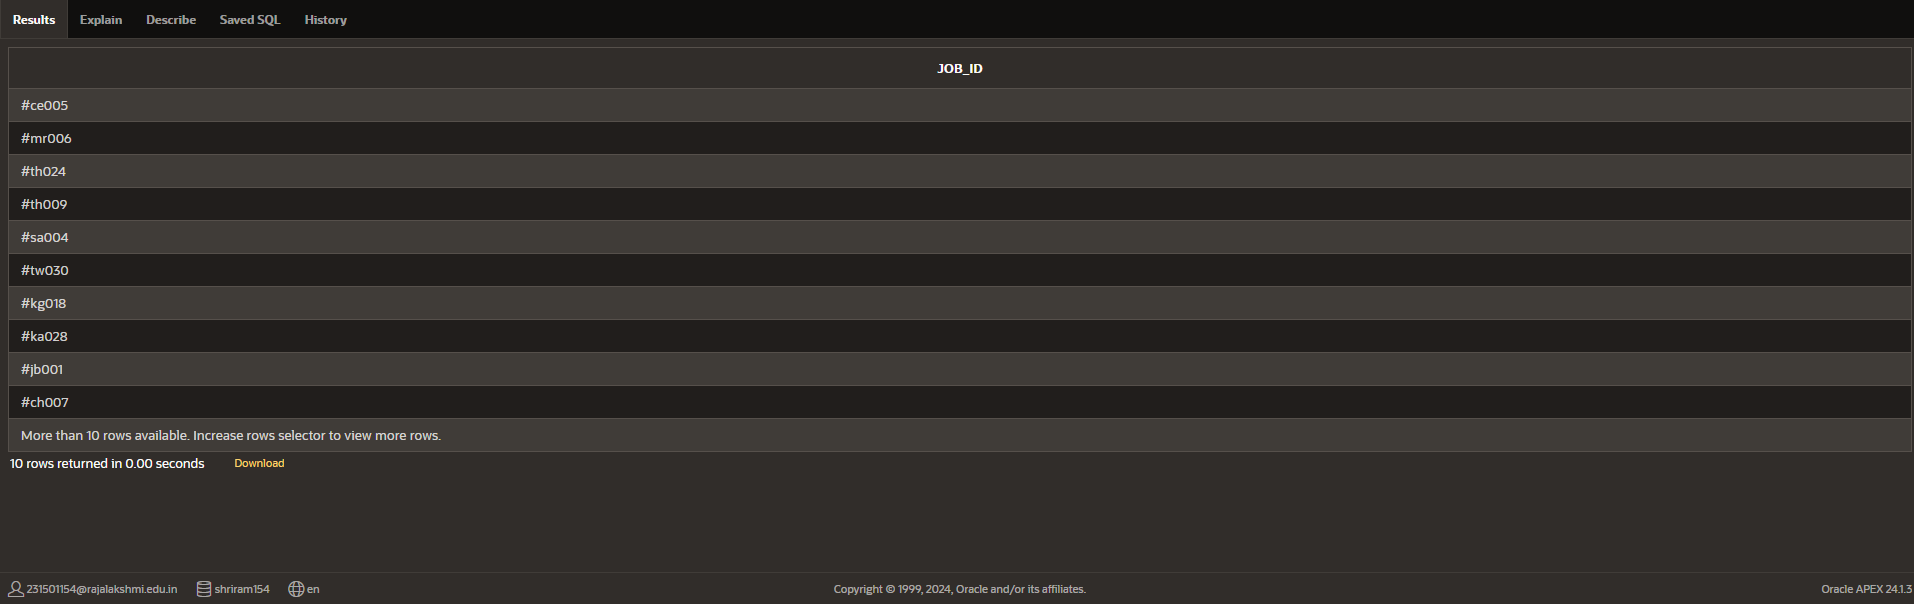 Results Explain Describe Saved SQL History
JOB_ID
#ce005
#mr006
#th024
#th009
#sa004
#tw030
#kg018
#ka028
#jb001
#ch007
More than 10 rows available. Increase rows selector to view more rows.
10 rows returned in 0.00 seconds Download
231501154@rajalakshmi.edu.in shriram154 en Copyright © 1999, 2024, Oracle and/or its affiliates. Oracle APEX 24.1.3